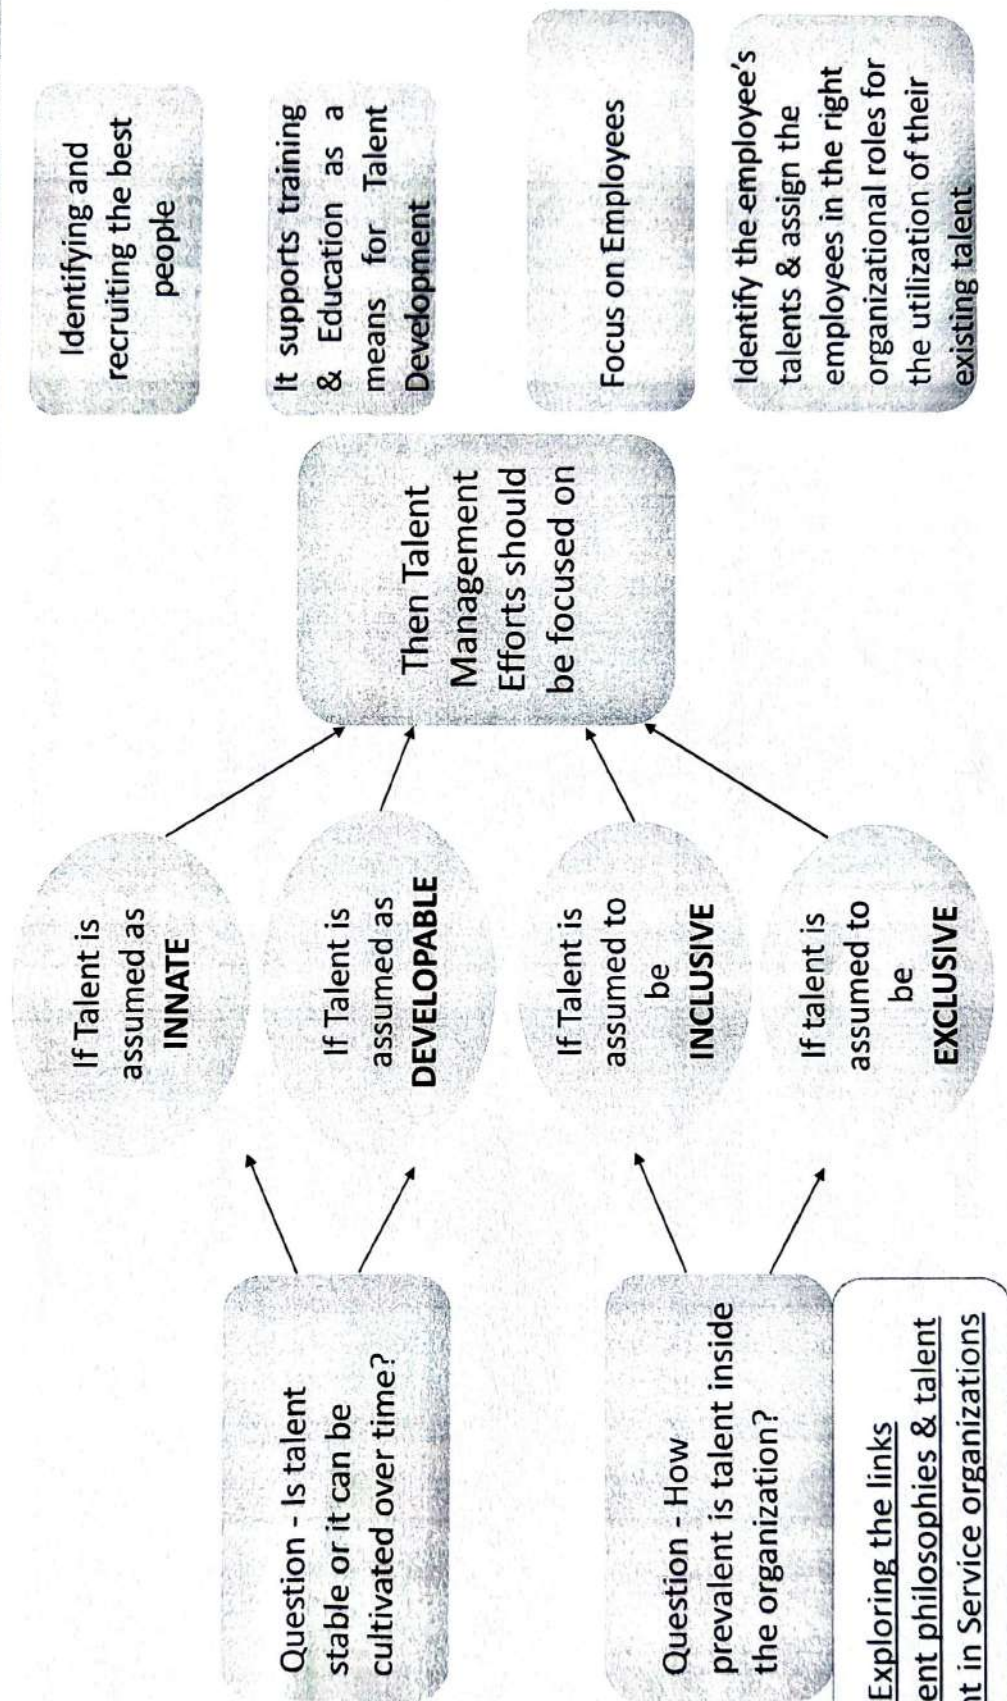 Question - Is talent
stable or it can be
cultivated over time?
Question - How
prevalent is talent inside
the organization?
Exploring the links
ent philosophies & talent
nt in Service organizations
If Talent is
assumed as
INNATE
If Talent is
assumed as
DEVELOPABLE
If Talent is
assumed to
be
INCLUSIVE
If talent is
assumed to
be
EXCLUSIVE
Then Talent
Management
Efforts should
be focused on
Identifying and
recruiting the best
people
It supports training
& Education as a
means for Talent
Development
Focus on Employees
Identify the employee's
talents & assign the
employees in the right
organizational roles for
the utilization of their
existing talent